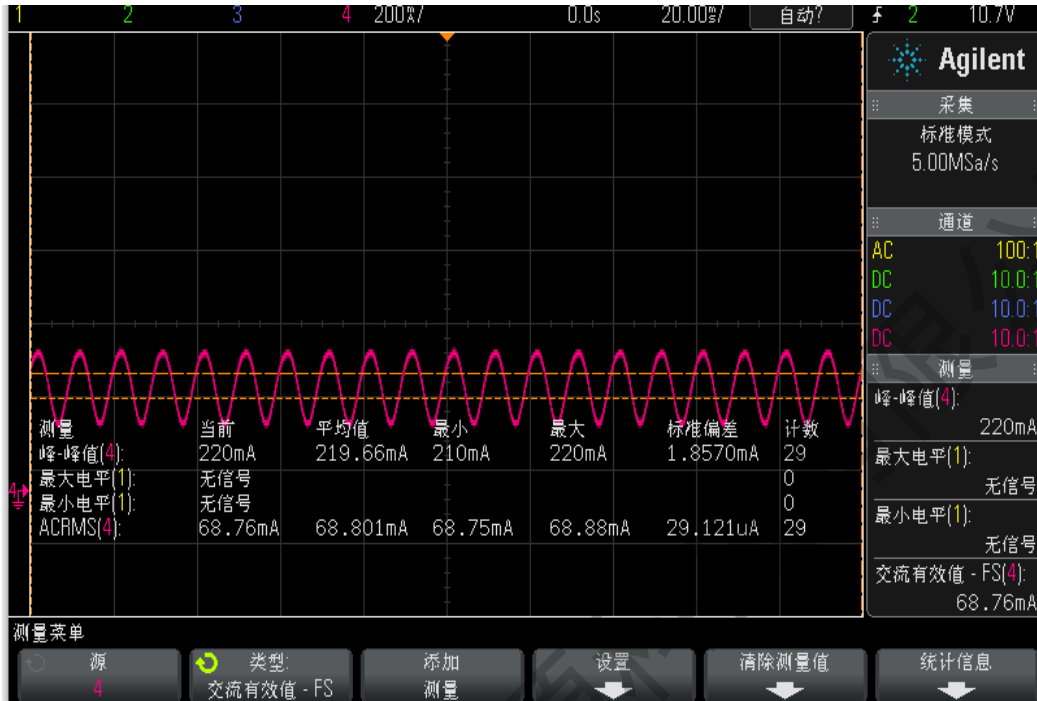 1 2 3 4 200㎷/ 0.0s 20.00㎳/ 自动? 2 10.7V
Agilent
采集
标准模式
5.00MSa/s
通道
AC 100:1
DC 10.0:1
DC 10.0:1
DC 10.0:1
测量
峰-峰值(4):
220mA
最大电平(1):
无信号
最小电平(1):
无信号
交流有效值 - FS(4):
68.76mA
测量 当前 平均值 最小 最大 标准偏差 计数
峰-峰值(4): 220mA 219.66mA 210mA 220mA 1.8570mA 29
最大电平(1): 无信号 0
最小电平(1): 无信号 0
ACRMS(4): 68.76mA 68.801mA 68.75mA 68.88mA 29.121uA 29
4
测量菜单
源 类型: 添加 设置 清除测量值 统计信息
4 交流有效值 - FS 测量